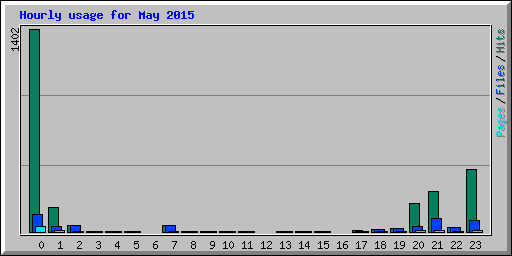 Hourly usage for May 2015
1402
Pages/Files/Hits
0 1 2 3 4 5 6 7 8 9 10 11 12 13 14 15 16 17 18 19 20 21 22 23